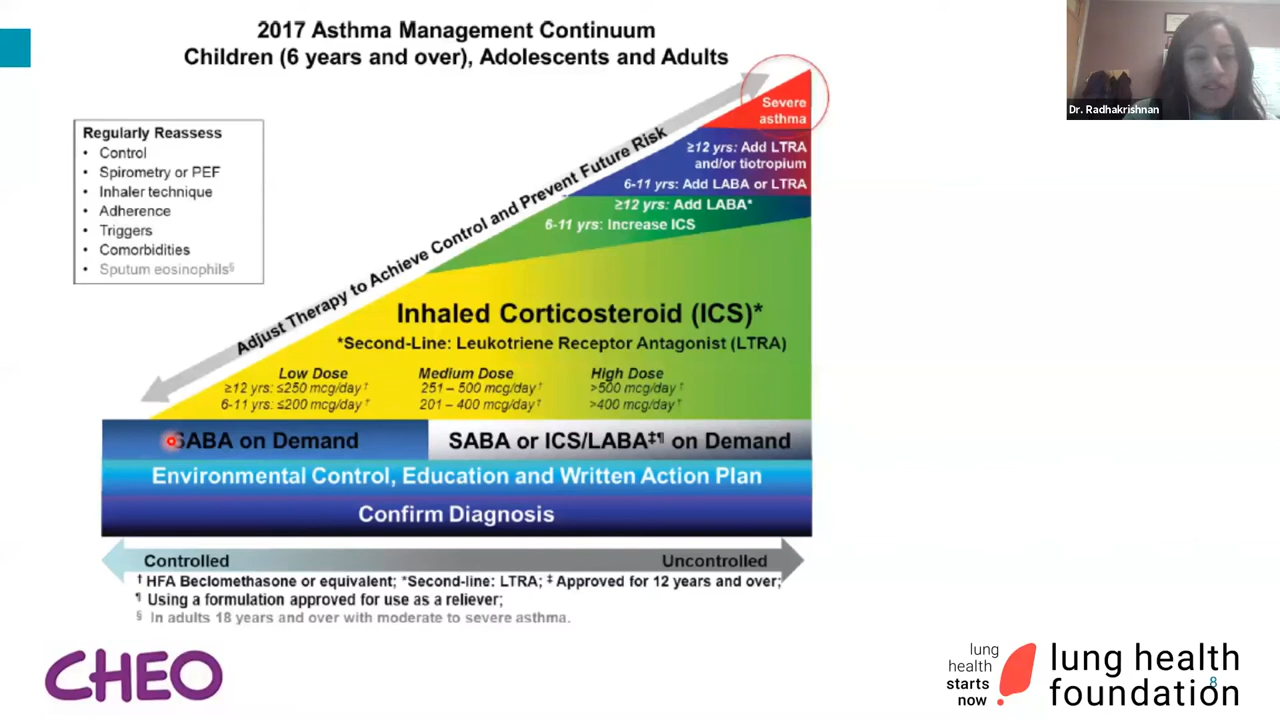 2017 Asthma Management Continuum
Children (6 years and over), Adolescents and Adults
Dr. Radhakrishnan
Regularly Reassess
• Control
• Spirometry or PEF
• Inhaler technique
• Adherence
• Triggers
• Comorbidities
• Sputum eosinophils§
Adjust Therapy to Achieve Control and Prevent Future Risk
Severe
asthma
≥12 yrs: Add LTRA
and/or tiotropium
6-11 yrs: Add LABA or LTRA
≥12 yrs: Add LABA*
6-11 yrs: Increase ICS
Inhaled Corticosteroid (ICS)*
*Second-Line: Leukotriene Receptor Antagonist (LTRA)
Low Dose Medium Dose High Dose
≥12 yrs: ≤250 mcg/day† 251 – 500 mcg/day† >500 mcg/day†
6-11 yrs: ≤200 mcg/day† 201 – 400 mcg/day† >400 mcg/day†
SABA on Demand SABA or ICS/LABA‡¶ on Demand
Environmental Control, Education and Written Action Plan
Confirm Diagnosis
Controlled Uncontrolled
† HFA Beclomethasone or equivalent; *Second-line: LTRA; ‡ Approved for 12 years and over;
¶ Using a formulation approved for use as a reliever;
§ In adults 18 years and over with moderate to severe asthma.
CHEO
lung
health
starts
now
lung health
foundation
8